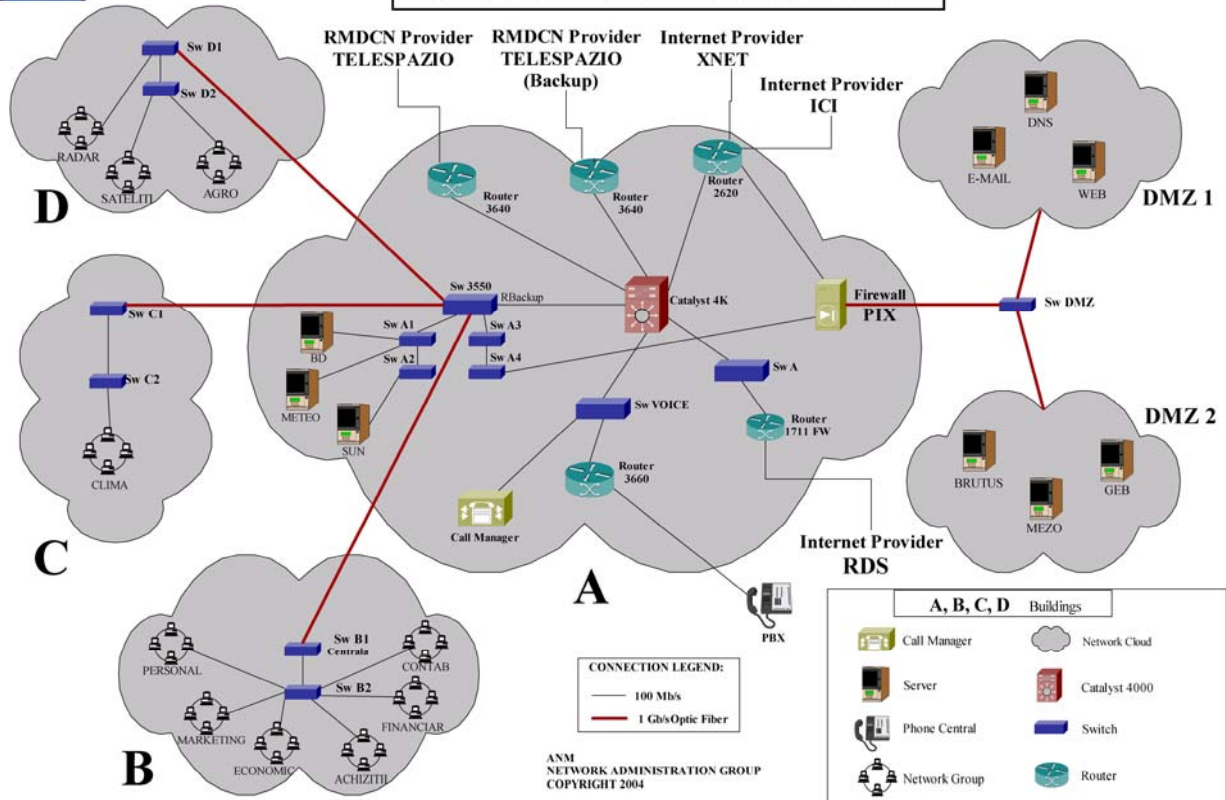 RMDCN Provider
TELESPAZIO
RMDCN Provider
TELESPAZIO
(Backup)
Internet Provider
XNET
Internet Provider
ICI
Sw D1
Sw D2
RADAR
SATELITI
AGRO
D
Router
3640
Router
3640
Router
2620
DNS
E-MAIL
WEB
DMZ 1
Sw C1
Sw C2
CLIMA
C
Sw 3550
RBackup
Catalyst 4K
Firewall
PIX
Sw DMZ
BD
METEO
SUN
Sw A1
Sw A2
Sw A3
Sw A4
Sw A
Sw VOICE
Router
1711 FW
Router
3660
Call Manager
A
Internet Provider
RDS
PBX
DMZ 2
BRUTUS
MEZO
GEB
Sw B1
Centrala
Sw B2
PERSONAL
MARKETING
ECONOMIC
ACHIZITII
FINANCIAR
CONTAB
B
CONNECTION LEGEND:
100 Mb/s
1 Gb/s Optic Fiber
ANM
NETWORK ADMINISTRATION GROUP
COPYRIGHT 2004
A, B, C, D Buildings
Call Manager
Network Cloud
Server
Catalyst 4000
Phone Central
Switch
Network Group
Router